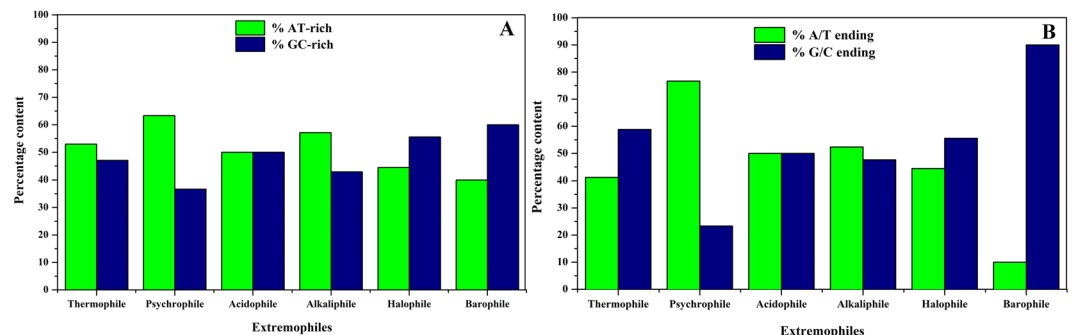 A
% AT-rich
% GC-rich
Percentage content
100
90
80
70
60
50
40
30
20
10
0
Thermophile Psychrophile Acidophile Alkaliphile Halophile Barophile
Extremophiles
B
% A/T ending
% G/C ending
Percentage content
100
90
80
70
60
50
40
30
20
10
0
Thermophile Psychrophile Acidophile Alkaliphile Halophile Barophile
Extremophiles